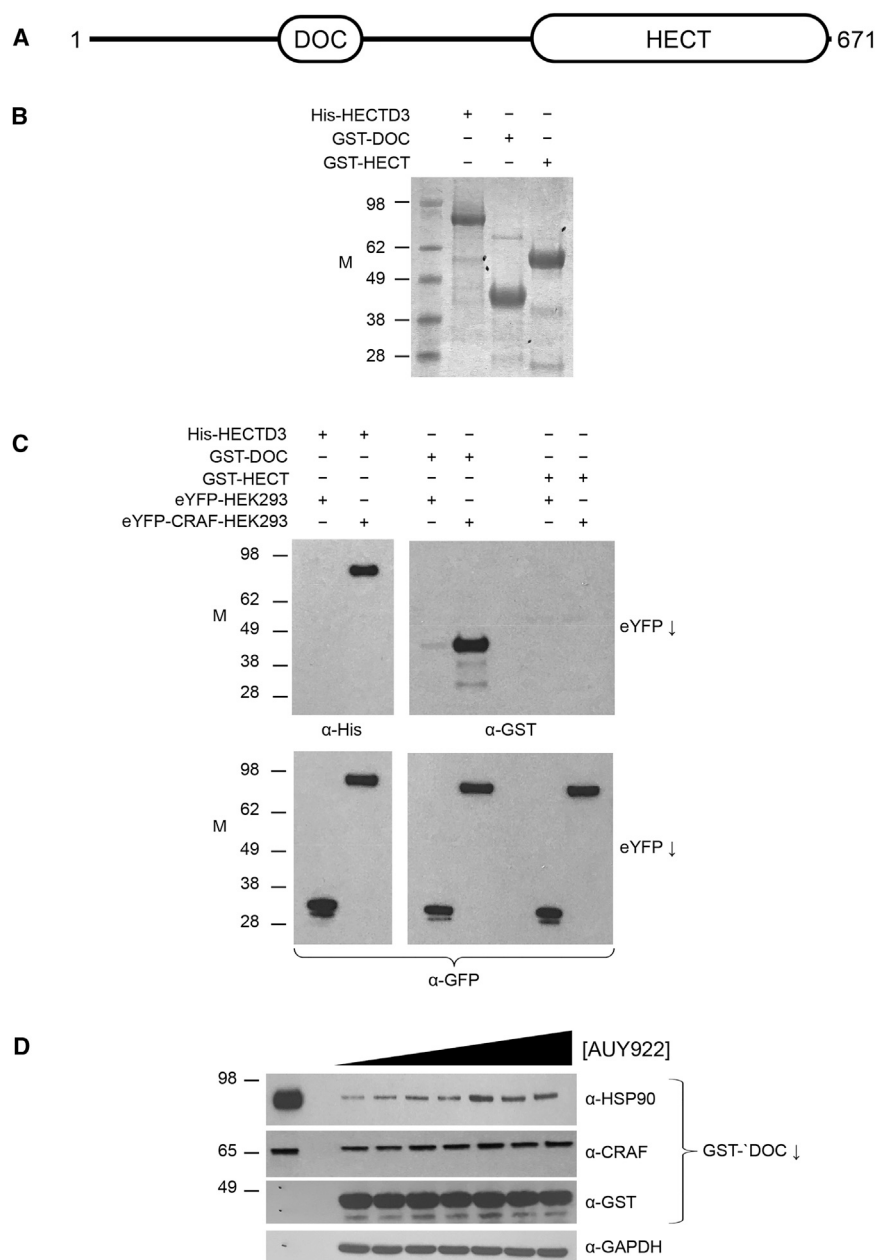 A
1 DOC HECT 671
B
His-HECTD3 + − −
GST-DOC − + −
GST-HECT − − +
98
62
M
49
38
28
C
His-HECTD3 + + − − − −
GST-DOC − − + + − −
GST-HECT − − − − + +
eYFP-HEK293 + − + − + −
eYFP-CRAF-HEK293 − + − + − +
98
62
M
49
38
28
eYFP ↓
α-His α-GST
98
62
M
49
38
28
eYFP ↓
α-GFP
D
[AUY922]
98
α-HSP90
65
α-CRAF
GST-`DOC ↓
49
α-GST
α-GAPDH